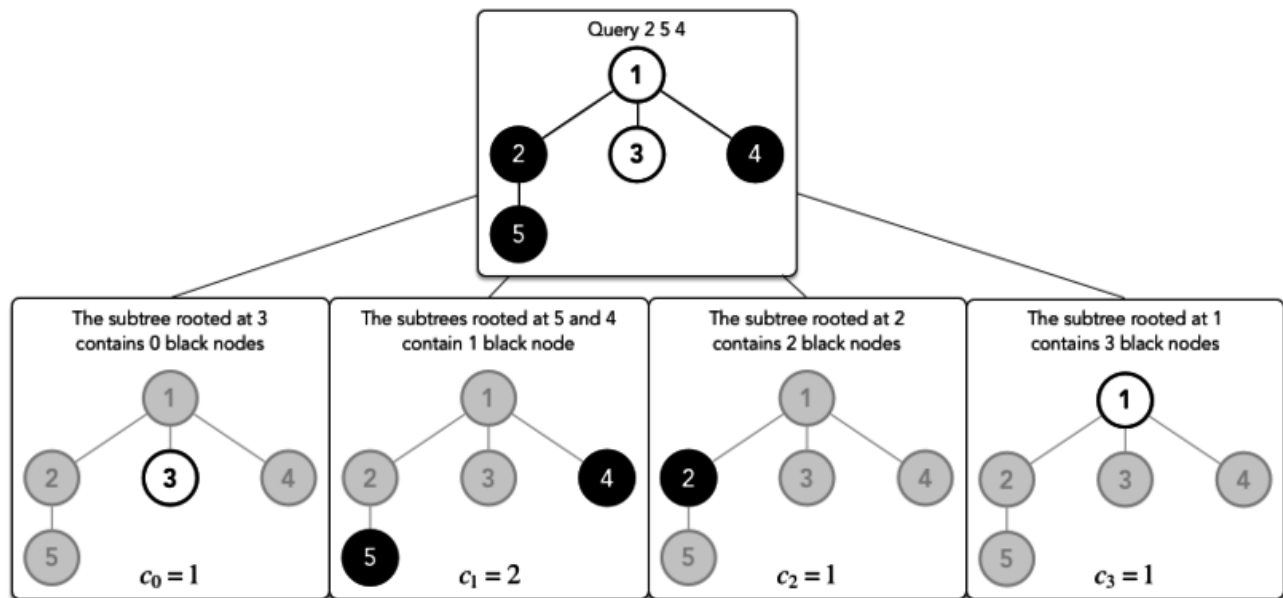 Query 2 5 4
1
2 3 4
5
The subtree rooted at 3
contains 0 black nodes
1
2 3 4
5
c₀ = 1
The subtrees rooted at 5 and 4
contain 1 black node
1
2 3 4
5
c₁ = 2
The subtree rooted at 2
contains 2 black nodes
1
2 3 4
5
c₂ = 1
The subtree rooted at 1
contains 3 black nodes
1
2 3 4
5
c₃ = 1